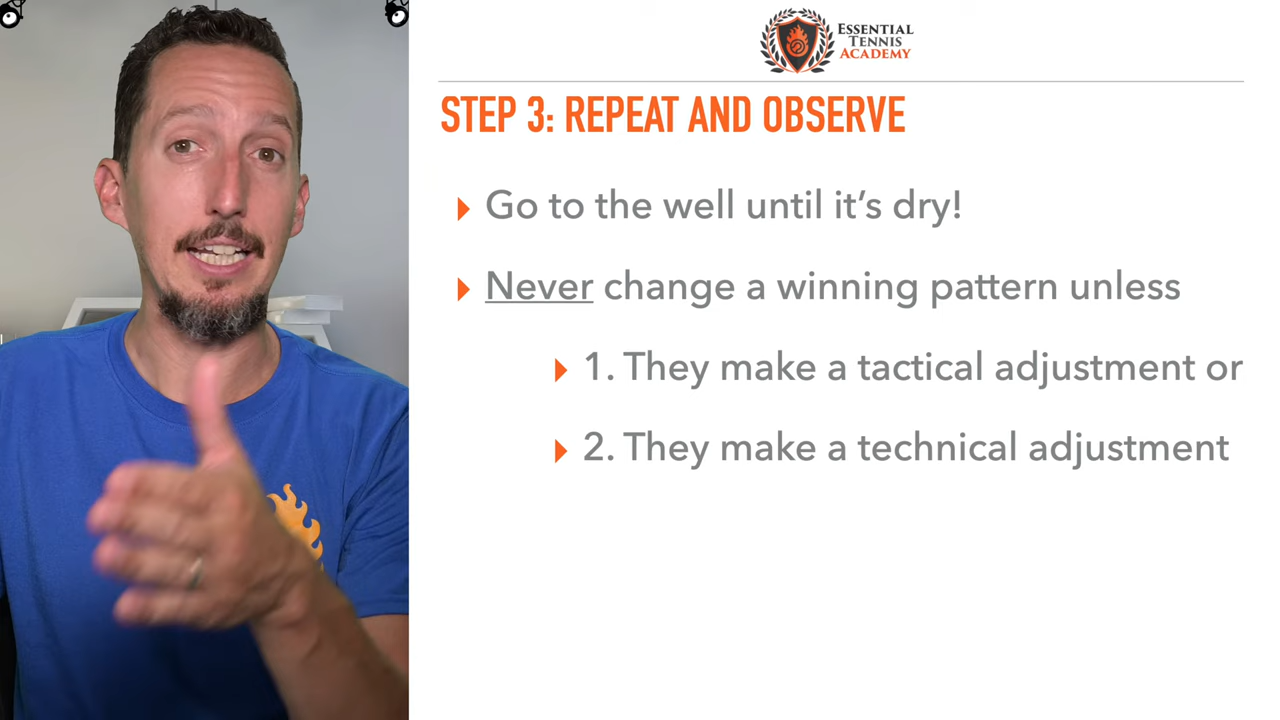 ESSENTIAL
TENNIS
ACADEMY
STEP 3: REPEAT AND OBSERVE
Go to the well until it’s dry!
Never change a winning pattern unless
1. They make a tactical adjustment or
2. They make a technical adjustment